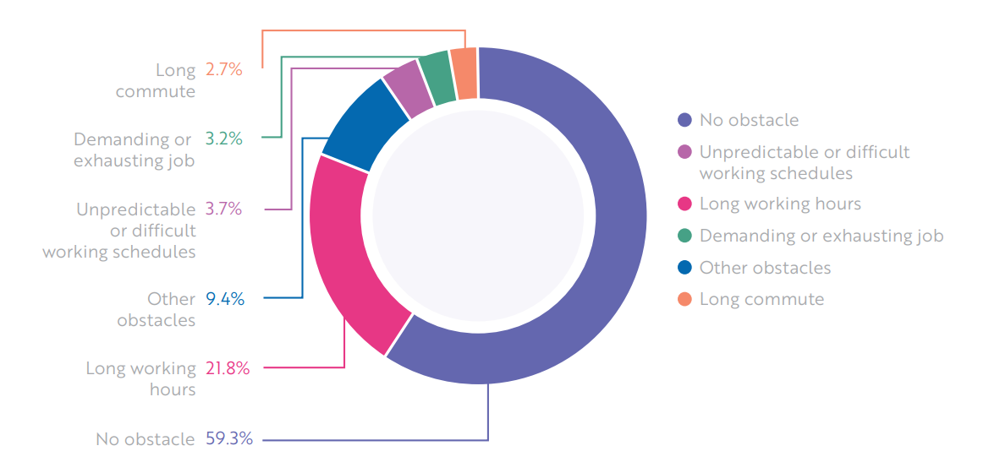 Long 2.7%
commute
Demanding or 3.2%
exhausting job
Unpredictable 3.7%
or difficult
working schedules
Other 9.4%
obstacles
Long working 21.8%
hours
No obstacle 59.3%
No obstacle
Unpredictable or difficult
working schedules
Long working hours
Demanding or exhausting job
Other obstacles
Long commute